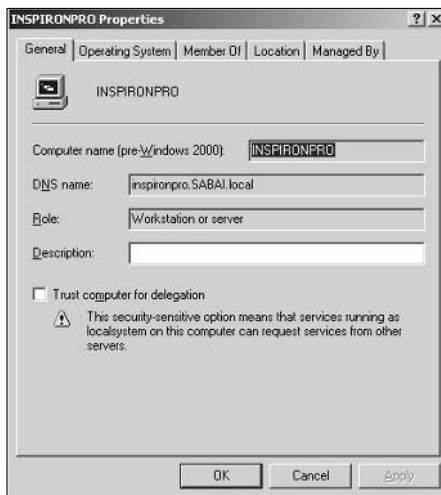 INSPIRONPRO Properties
General Operating System Member Of Location Managed By
INSPIRONPRO
Computer name (pre-Windows 2000): INSPIRONPRO
DNS name: inspironpro.SABAI.local
Role: Workstation or server
Description:
Trust computer for delegation
This security-sensitive option means that services running as
localsystem on this computer can request services from other
servers.
OK Cancel Apply